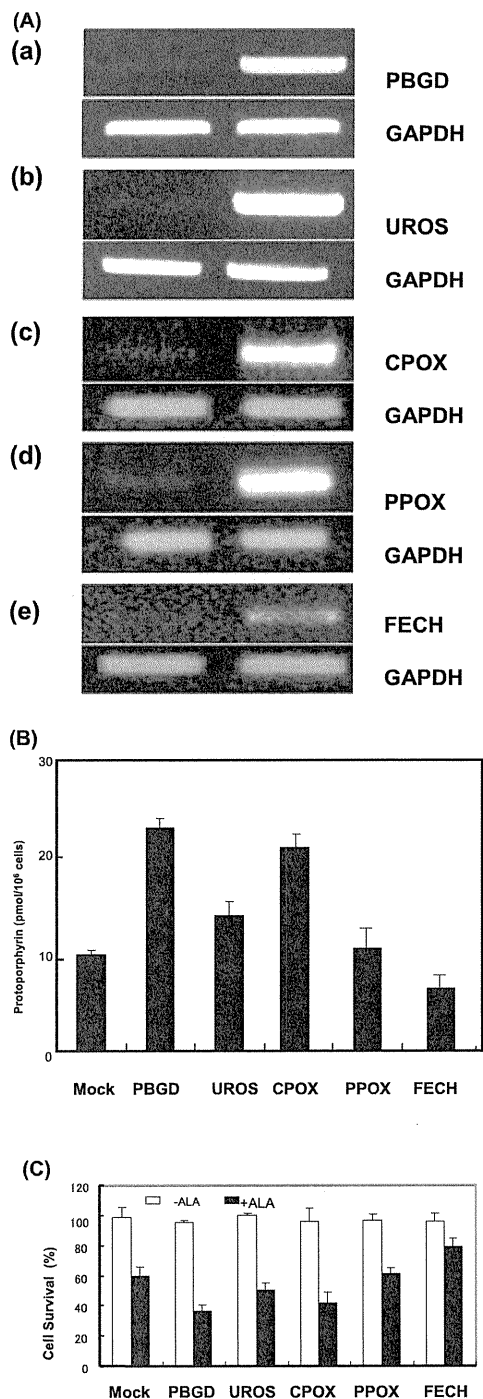 (A)
(a)
PBGD
GAPDH
(b)
UROS
GAPDH
(c)
CPOX
GAPDH
(d)
PPOX
GAPDH
(e)
FECH
GAPDH
(B)
30
20
10
0
Protoporphyrin (pmol/10⁶ cells)
Mock PBGD UROS CPOX PPOX FECH
(C)
120
100
80
60
40
20
0
Cell Survival (%)
-ALA +ALA
Mock PBGD UROS CPOX PPOX FECH